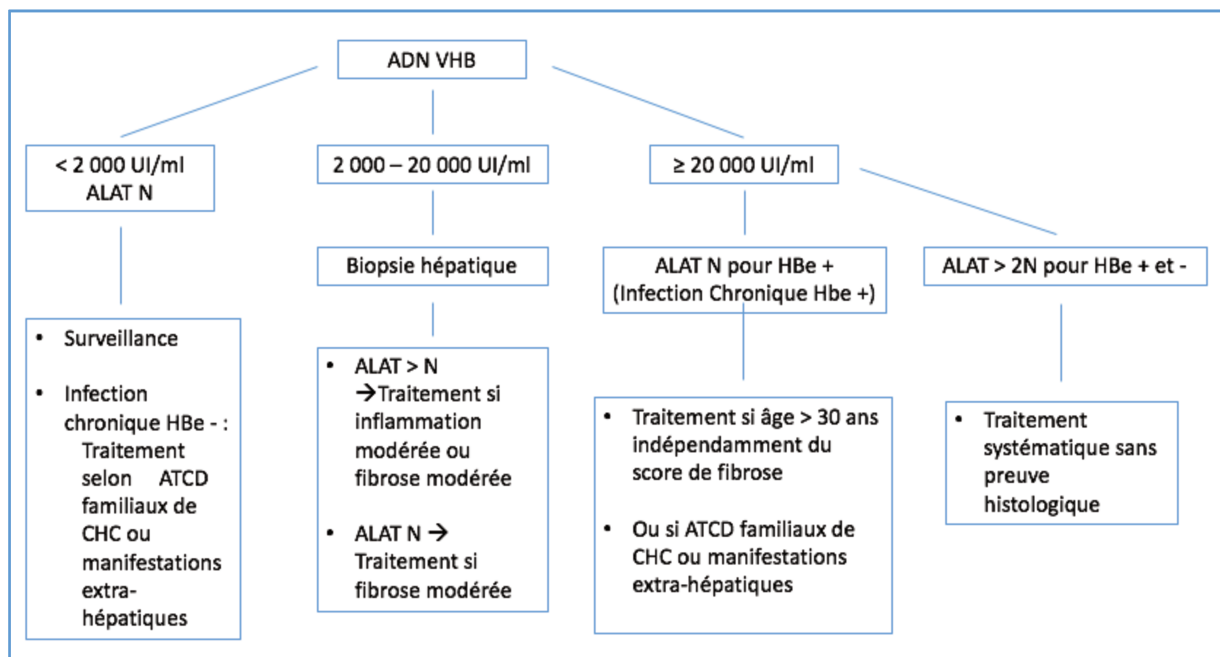 ADN VHB
< 2 000 UI/ml
ALAT N
2 000 – 20 000 UI/ml
≥ 20 000 UI/ml
Biopsie hépatique
ALAT N pour HBe +
(Infection Chronique Hbe +)
ALAT > 2N pour HBe + et -
• Surveillance
• Infection
chronique HBe - :
Traitement
selon ATCD
familiaux de
CHC ou
manifestations
extra-
hépatiques
• ALAT > N
→Traitement si
inflammation
modérée ou
fibrose modérée
• ALAT N →
Traitement si
fibrose modérée
• Traitement si âge > 30 ans
indépendamment du
score de fibrose
• Ou si ATCD familiaux de
CHC ou manifestations
extra-hépatiques
• Traitement
systématique sans
preuve
histologique